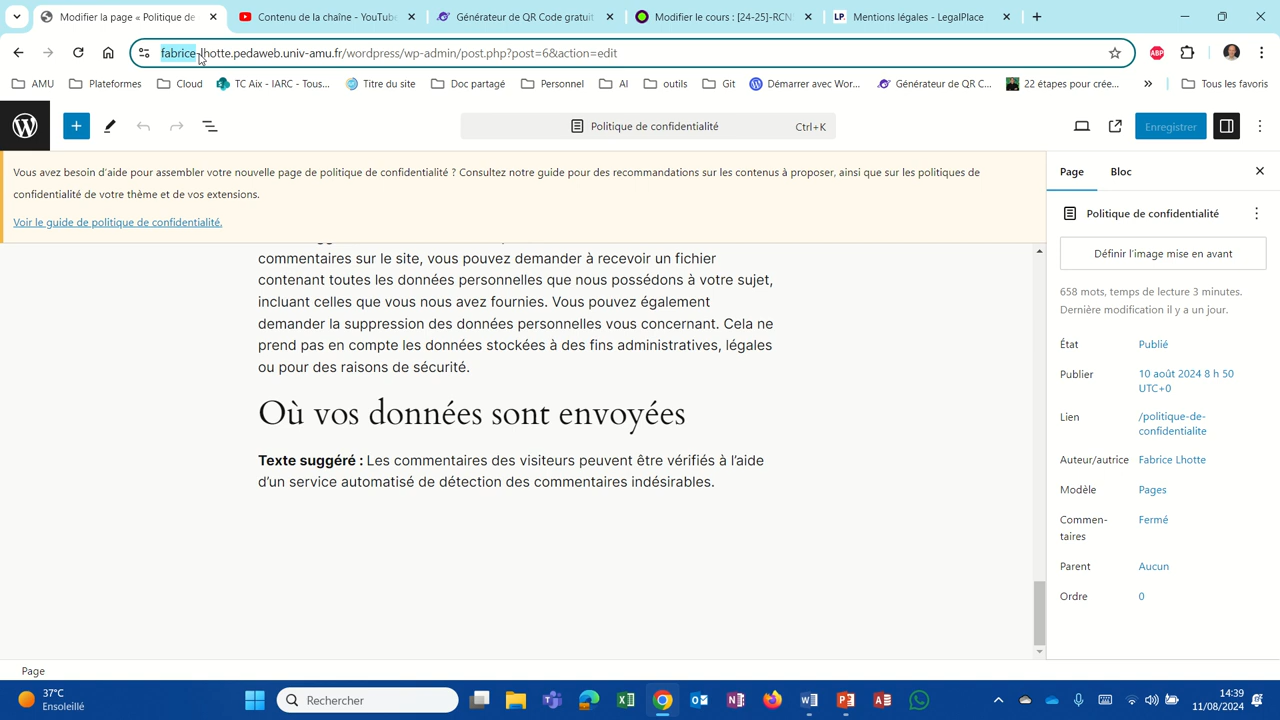 Modifier la page « Politique de
Contenu de la chaîne - YouTube
Générateur de QR Code gratuit
Modifier le cours : [24-25]-RCN
LP. Mentions légales - LegalPlace
fabrice-lhotte.pedaweb.univ-amu.fr/wordpress/wp-admin/post.php?post=6&action=edit
ABP
AMU
Plateformes
Cloud
TC Aix - IARC - Tous...
Titre du site
Doc partagé
Personnel
AI
outils
Git
Démarrer avec Wor...
Générateur de QR C...
22 étapes pour crée...
»
Tous les favoris
Politique de confidentialité
Ctrl+K
Enregistrer
Vous avez besoin d'aide pour assembler votre nouvelle page de politique de confidentialité ? Consultez notre guide pour des recommandations sur les contenus à proposer, ainsi que sur les politiques de
confidentialité de votre thème et de vos extensions.
Voir le guide de politique de confidentialité.
commentaires sur le site, vous pouvez demander à recevoir un fichier
contenant toutes les données personnelles que nous possédons à votre sujet,
incluant celles que vous nous avez fournies. Vous pouvez également
demander la suppression des données personnelles vous concernant. Cela ne
prend pas en compte les données stockées à des fins administratives, légales
ou pour des raisons de sécurité.
Où vos données sont envoyées
Texte suggéré : Les commentaires des visiteurs peuvent être vérifiés à l'aide
d'un service automatisé de détection des commentaires indésirables.
Page
Bloc
Politique de confidentialité
Définir l'image mise en avant
658 mots, temps de lecture 3 minutes.
Dernière modification il y a un jour.
État
Publié
Publier
10 août 2024 8 h 50
UTC+0
Lien
/politique-de-
confidentialite
Auteur/autrice
Fabrice Lhotte
Modèle
Pages
Commen-
taires
Fermé
Parent
Aucun
Ordre
0
Page
37°C
Ensoleillé
Rechercher
14:39
11/08/2024